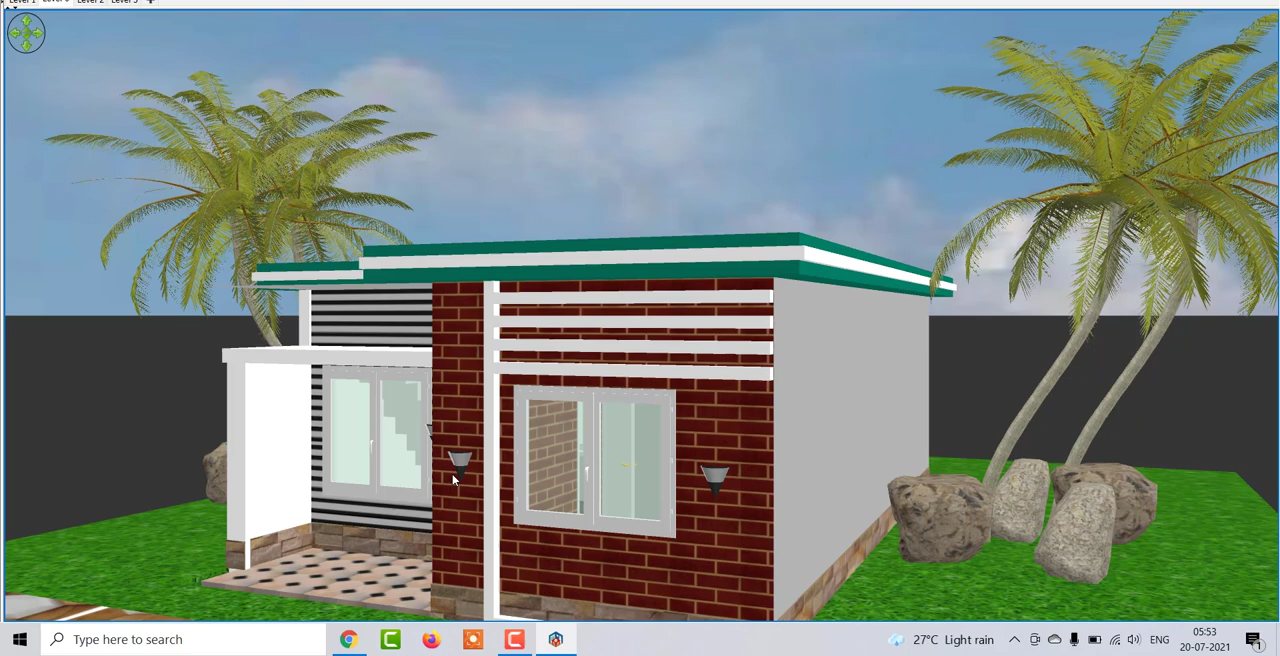 Level 1 Level 2 Level 3
Type here to search
27°C Light rain
ENG
05:53
20-07-2021
1